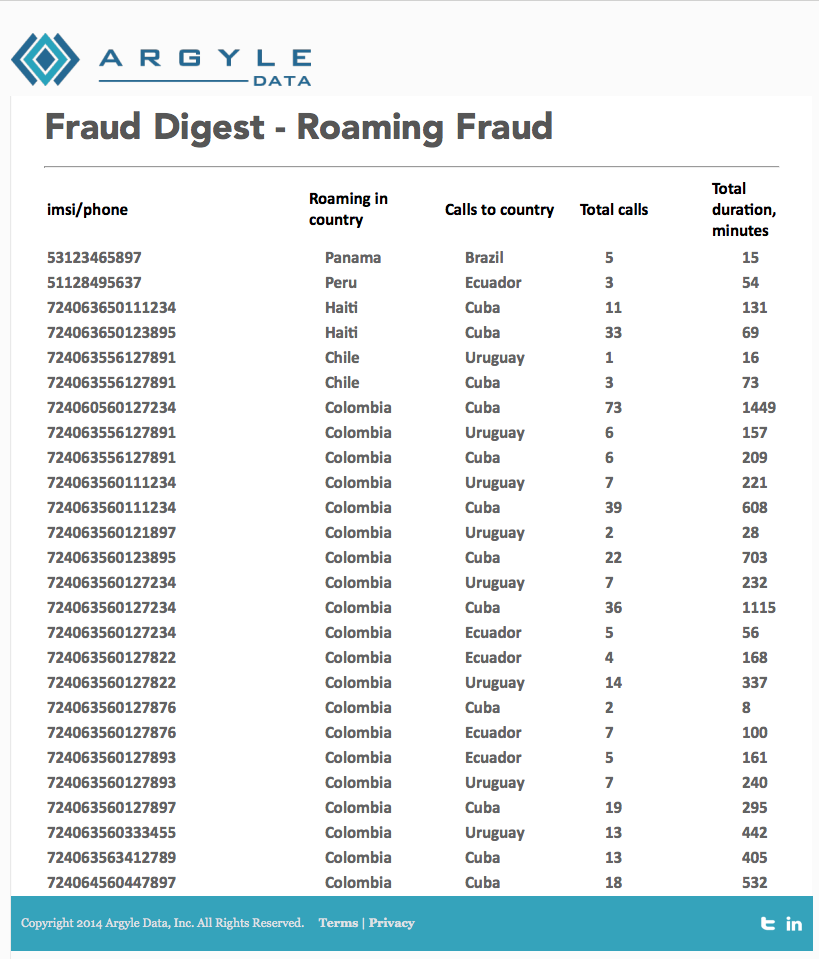 ARGYLE
DATA
Fraud Digest - Roaming Fraud
imsi/phone Roaming in country Calls to country Total calls Total duration, minutes
53123465897 Panama Brazil 5 15
51128495637 Peru Ecuador 3 54
724063650111234 Haiti Cuba 11 131
724063650123895 Haiti Cuba 33 69
724063556127891 Chile Uruguay 1 16
724063556127891 Chile Cuba 3 73
724060560127234 Colombia Cuba 73 1449
724063556127891 Colombia Uruguay 6 157
724063556127891 Colombia Cuba 6 209
724063560111234 Colombia Uruguay 7 221
724063560111234 Colombia Cuba 39 608
724063560121897 Colombia Uruguay 2 28
724063560123895 Colombia Cuba 22 703
724063560127234 Colombia Uruguay 7 232
724063560127234 Colombia Cuba 36 1115
724063560127234 Colombia Ecuador 5 56
724063560127822 Colombia Ecuador 4 168
724063560127822 Colombia Uruguay 14 337
724063560127876 Colombia Cuba 2 8
724063560127876 Colombia Ecuador 7 100
724063560127893 Colombia Ecuador 5 161
724063560127893 Colombia Uruguay 7 240
724063560127897 Colombia Cuba 19 295
724063560333455 Colombia Uruguay 13 442
724063563412789 Colombia Cuba 13 405
724064560447897 Colombia Cuba 18 532
Copyright 2014 Argyle Data, Inc. All Rights Reserved. Terms | Privacy